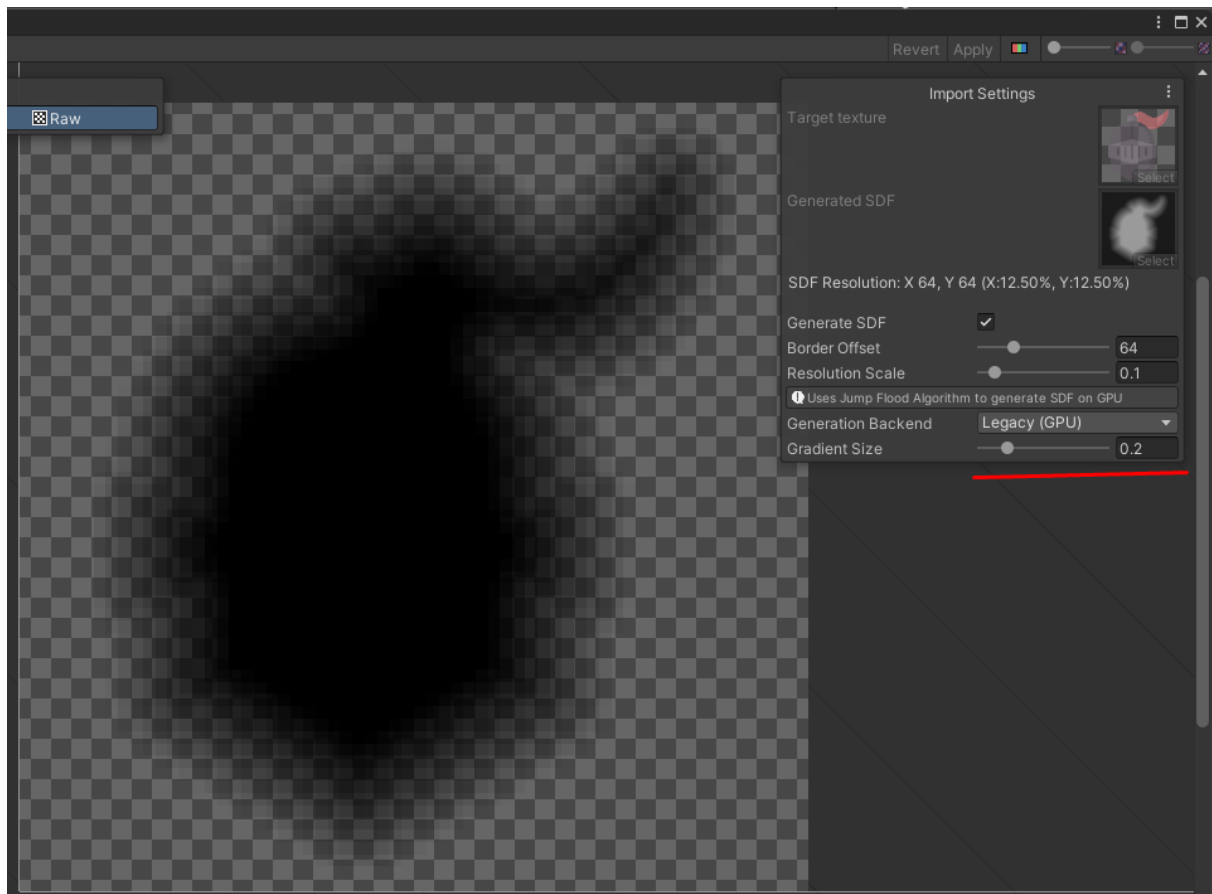 Revert Apply
Raw
Import Settings
Target texture
Select
Generated SDF
Select
SDF Resolution: X 64, Y 64 (X:12.50%, Y:12.50%)
Generate SDF
Border Offset 64
Resolution Scale 0.1
Uses Jump Flood Algorithm to generate SDF on GPU
Generation Backend Legacy (GPU)
Gradient Size 0.2